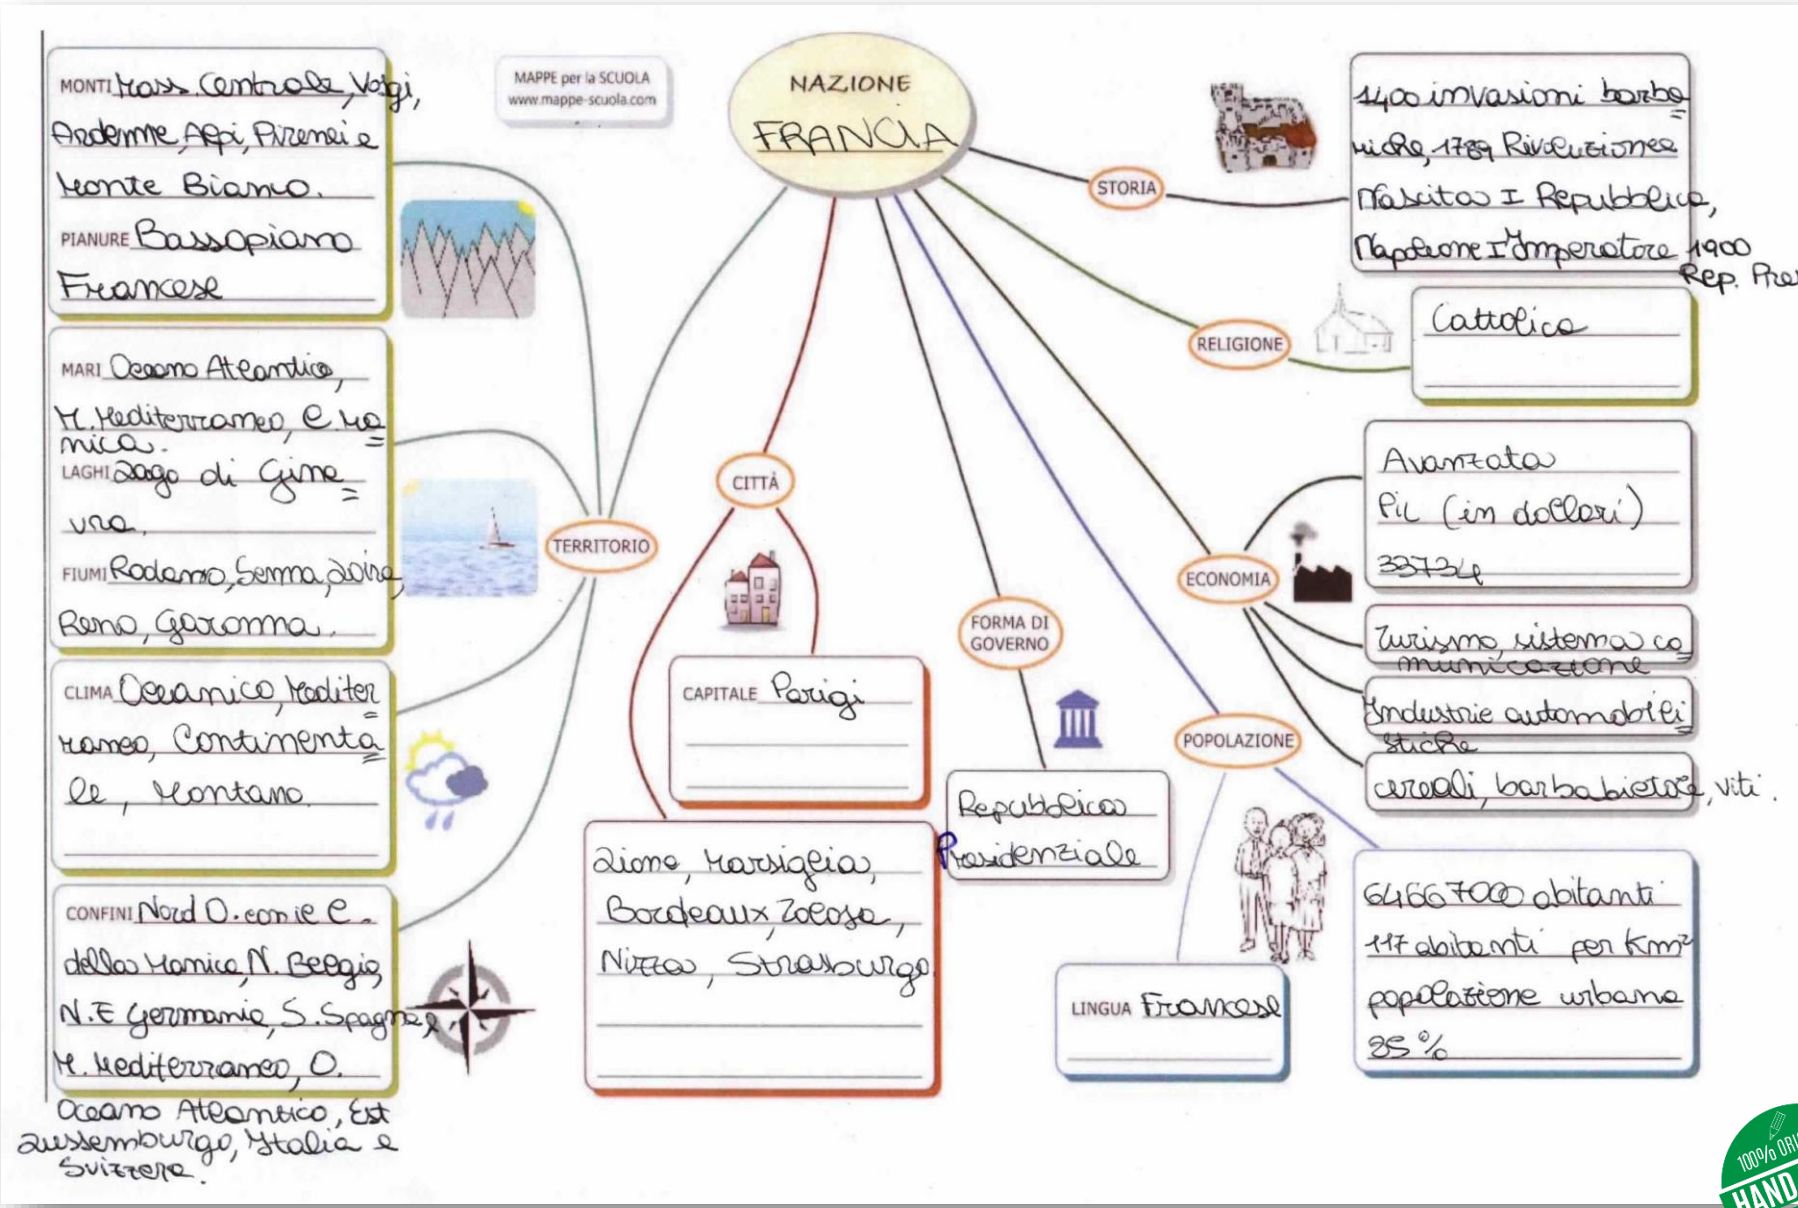 NAZIONE
FRANCIA
MAPPE per la SCUOLA
www.mappe-scuola.com
MONTI Mass. Centrale, Vosgi,
Ardenne, Alpi, Pirenei e
Monte Bianco.
PIANURE Bassopiano
Francese
MARI Oceano Atlantico,
M. Mediterraneo, C. Ma
nica.
LAGHI Lago di Gine
vra.
FIUMI Rodano, Senna, Loira,
Reno, Garonna.
CLIMA Oceanico, Mediter
raneo, Continenta
le, Montano.
CONFINI Nord O. con il C.
della Manica, N. Belgio,
N.E Germania, S. Spagna e
M. Mediterraneo, O.
Oceano Atlantico, Est
Lussemburgo, Italia e
Svizzera.
TERRITORIO
CITTÀ
CAPITALE Parigi
Lione, Marsiglia,
Bordeaux, Tolosa,
Nizza, Strasburgo
FORMA DI
GOVERNO
Repubblica
Presidenziale
STORIA
1400 invasioni barba
riche, 1789 Rivoluzione e
Nascita I Repubblica,
Napoleone I° Imperatore 1900
Rep. Pre
RELIGIONE
Cattolica
ECONOMIA
Avanzata
PiL (in dollari)
33734
Turismo, sistema co
municazione
Industrie automobili
stiche
cereali, barbabietole, viti.
POPOLAZIONE
LINGUA Francese
64667000 abitanti
117 abitanti per Km²
popolazione urbana
85%
100% ORI
HAND